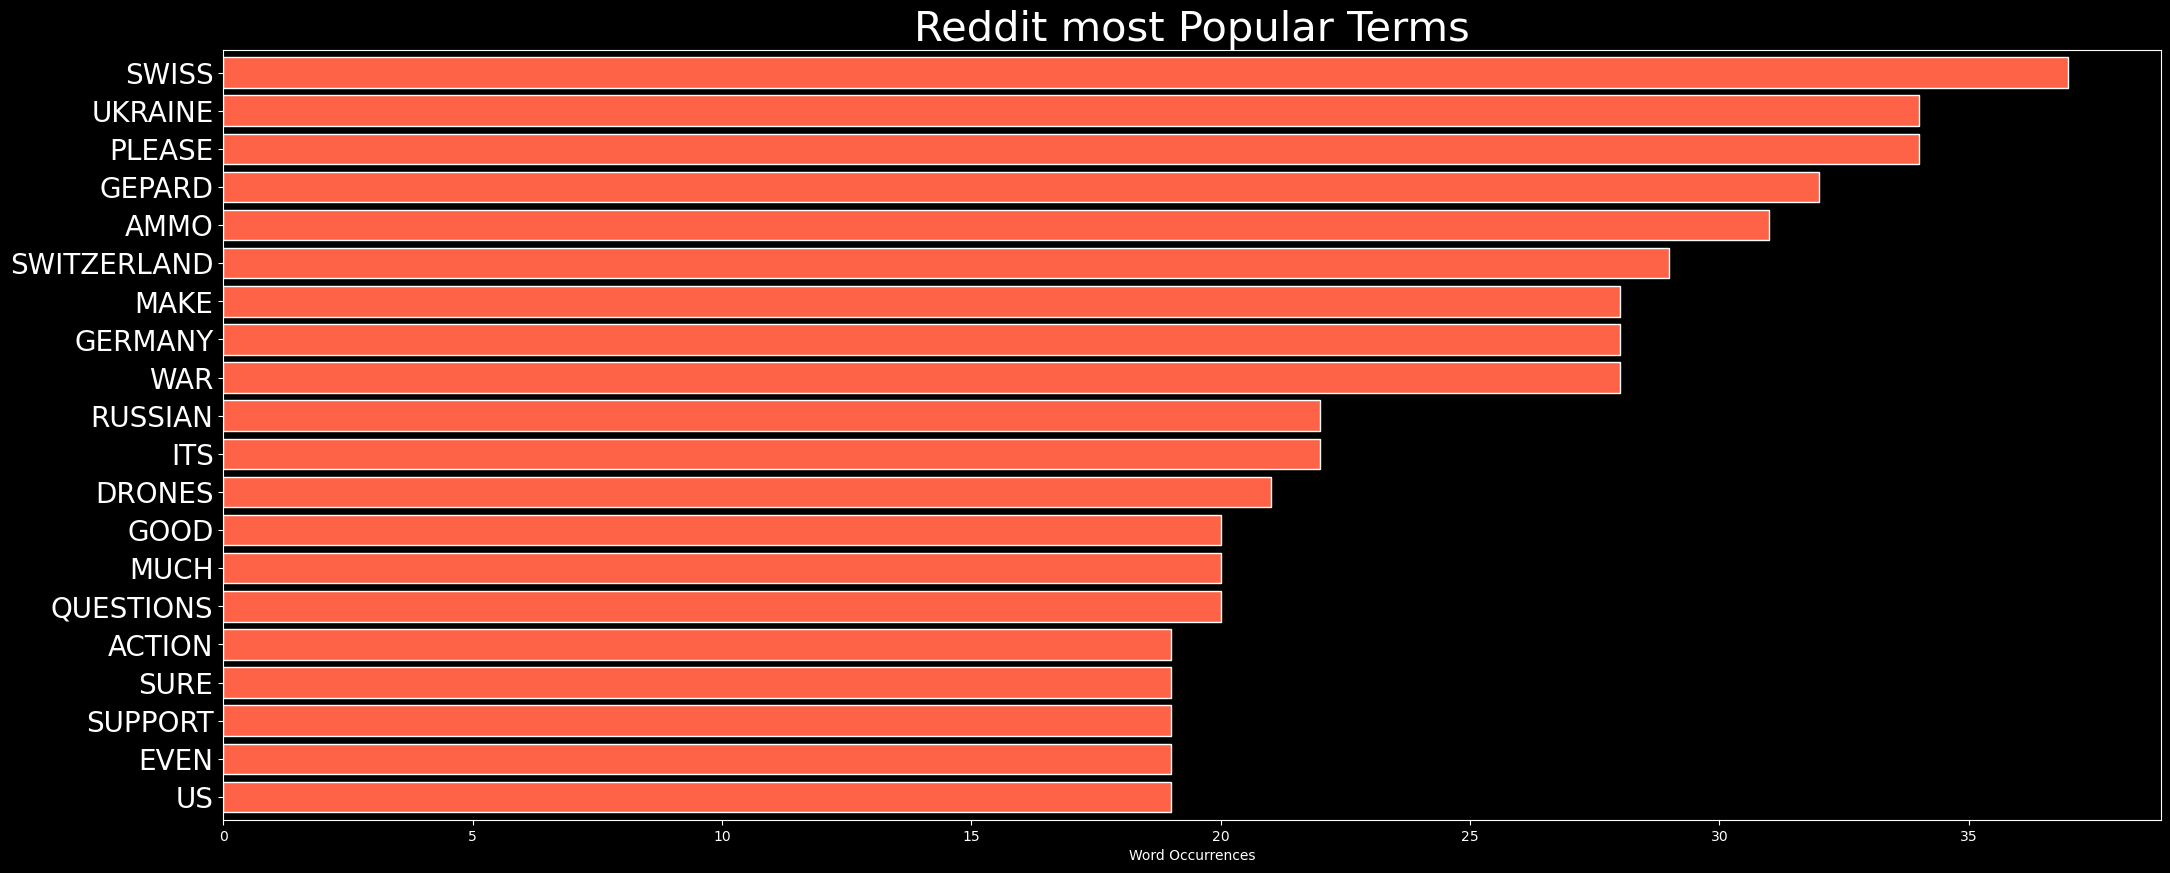 Reddit most Popular Terms
SWISS
UKRAINE
PLEASE
GEPARD
AMMO
SWITZERLAND
MAKE
GERMANY
WAR
RUSSIAN
ITS
DRONES
GOOD
MUCH
QUESTIONS
ACTION
SURE
SUPPORT
EVEN
US
0 5 10 15 20 25 30 35
Word Occurrences